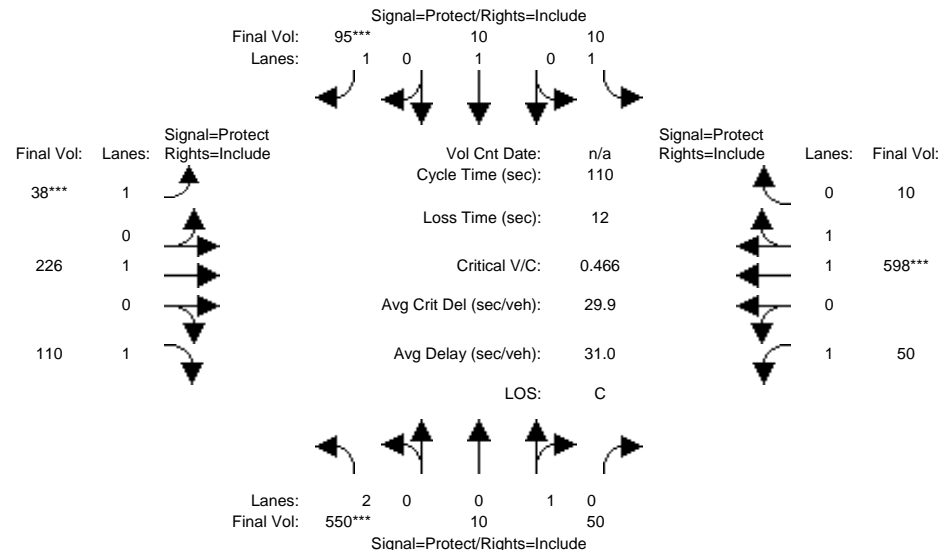 Signal=Protect/Rights=Include
Final Vol: 95*** 10 10
Lanes: 1 0 1 0 1
Signal=Protect Signal=Protect
Final Vol: Lanes: Rights=Include Vol Cnt Date: n/a Rights=Include Lanes: Final Vol:
Cycle Time (sec): 110
38*** 1 0 10
Loss Time (sec): 12
0 1
226 1 Critical V/C: 0.466 1 598***
0 Avg Crit Del (sec/veh): 29.9 0
110 1 Avg Delay (sec/veh): 31.0 1 50
LOS: C
Lanes: 2 0 0 1 0
Final Vol: 550*** 10 50
Signal=Protect/Rights=Include